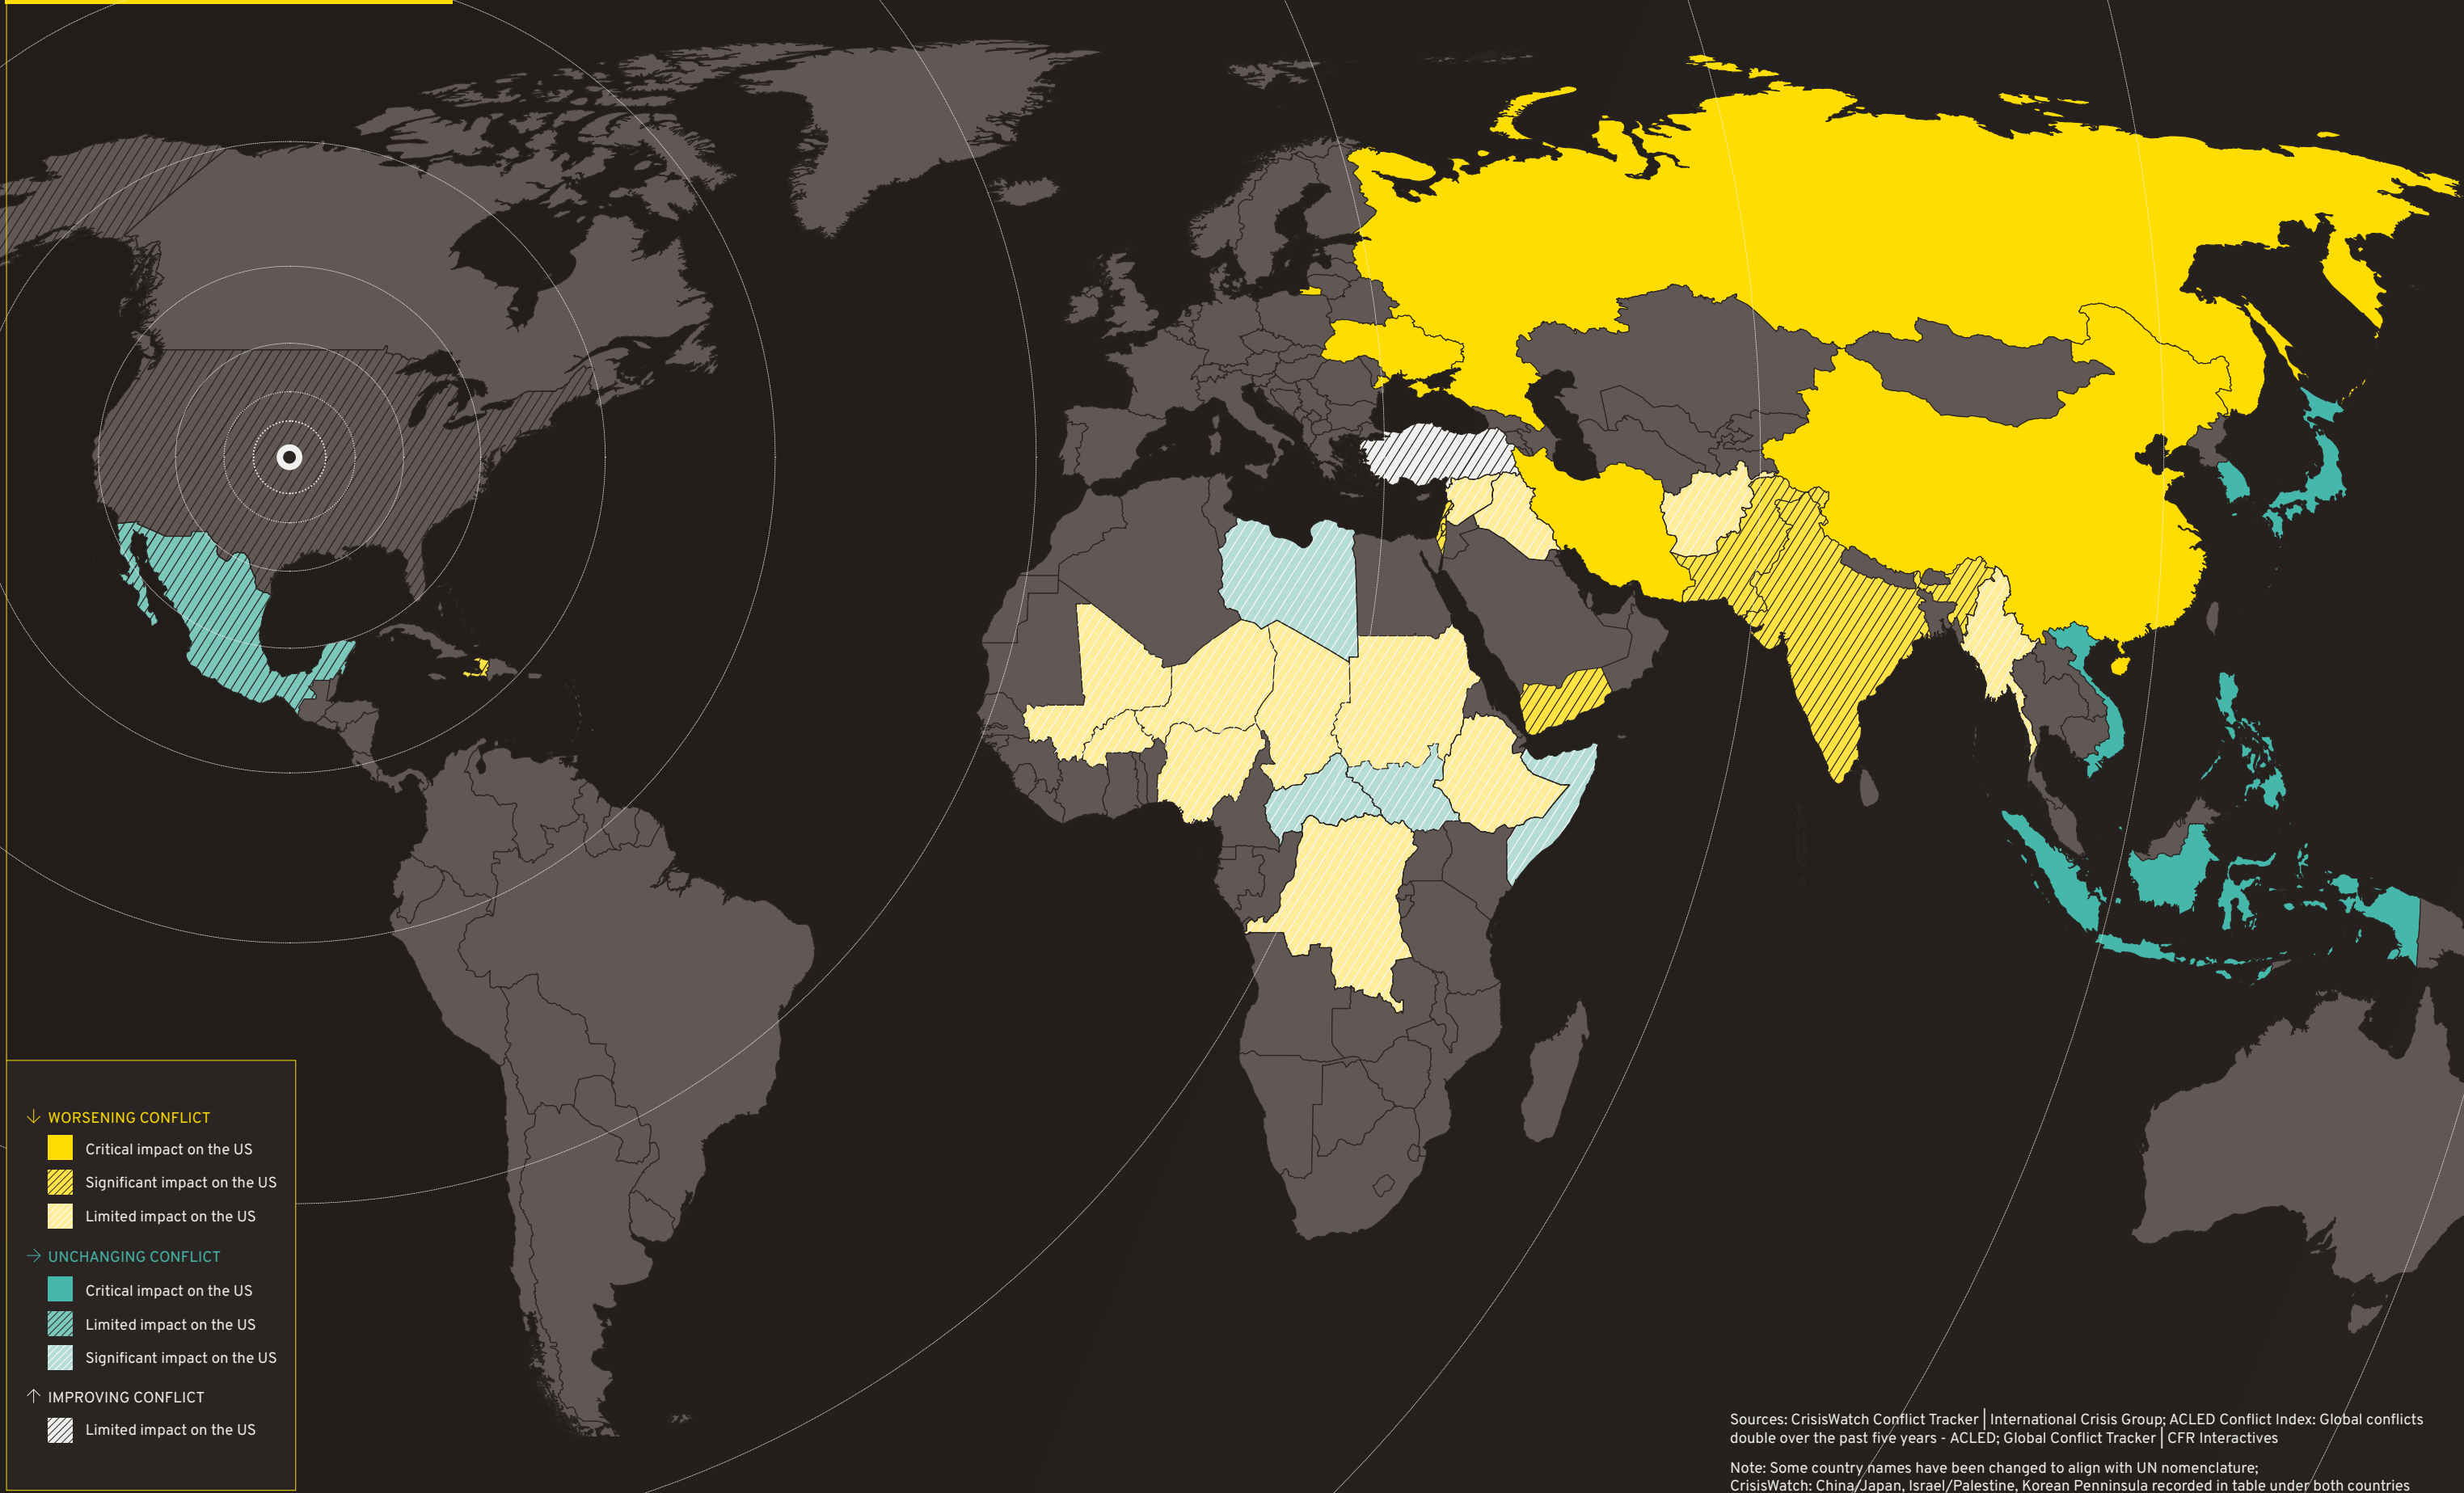 WORSENING CONFLICT
Critical impact on the US
Significant impact on the US
Limited impact on the US
UNCHANGING CONFLICT
Critical impact on the US
Limited impact on the US
Significant impact on the US
IMPROVING CONFLICT
Limited impact on the US
Sources: CrisisWatch Conflict Tracker | International Crisis Group; ACLED Conflict Index: Global conflicts
double over the past five years - ACLED; Global Conflict Tracker | CFR Interactives
Note: Some country names have been changed to align with UN nomenclature;
CrisisWatch: China/Japan, Israel/Palestine, Korean Penninsula recorded in table under both countries